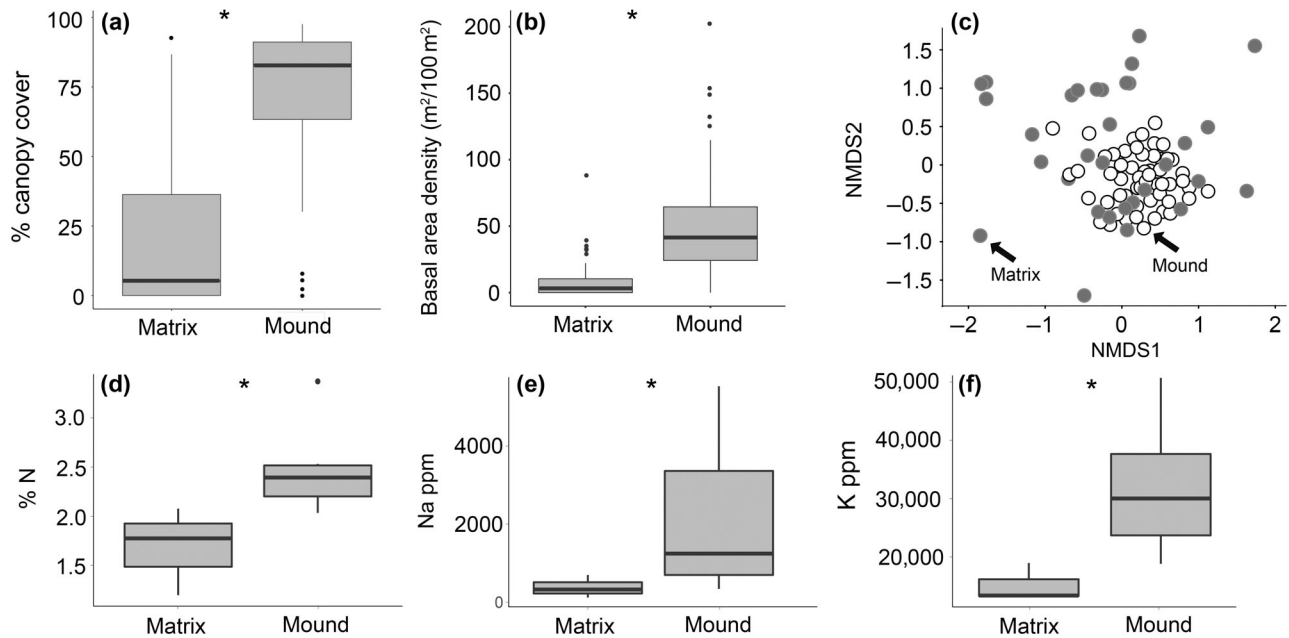 (a)
*
% canopy cover
100
75
50
25
0
Matrix
Mound
(b)
*
Basal area density (m²/100 m²)
200
150
100
50
0
Matrix
Mound
(c)
NMDS2
1.5
1.0
0.5
0
−0.5
−1.0
−1.5
Matrix
Mound
−2
−1
0
1
2
NMDS1
(d)
*
% N
3.0
2.5
2.0
1.5
Matrix
Mound
(e)
*
Na ppm
4000
2000
0
Matrix
Mound
(f)
*
K ppm
50,000
40,000
30,000
20,000
Matrix
Mound